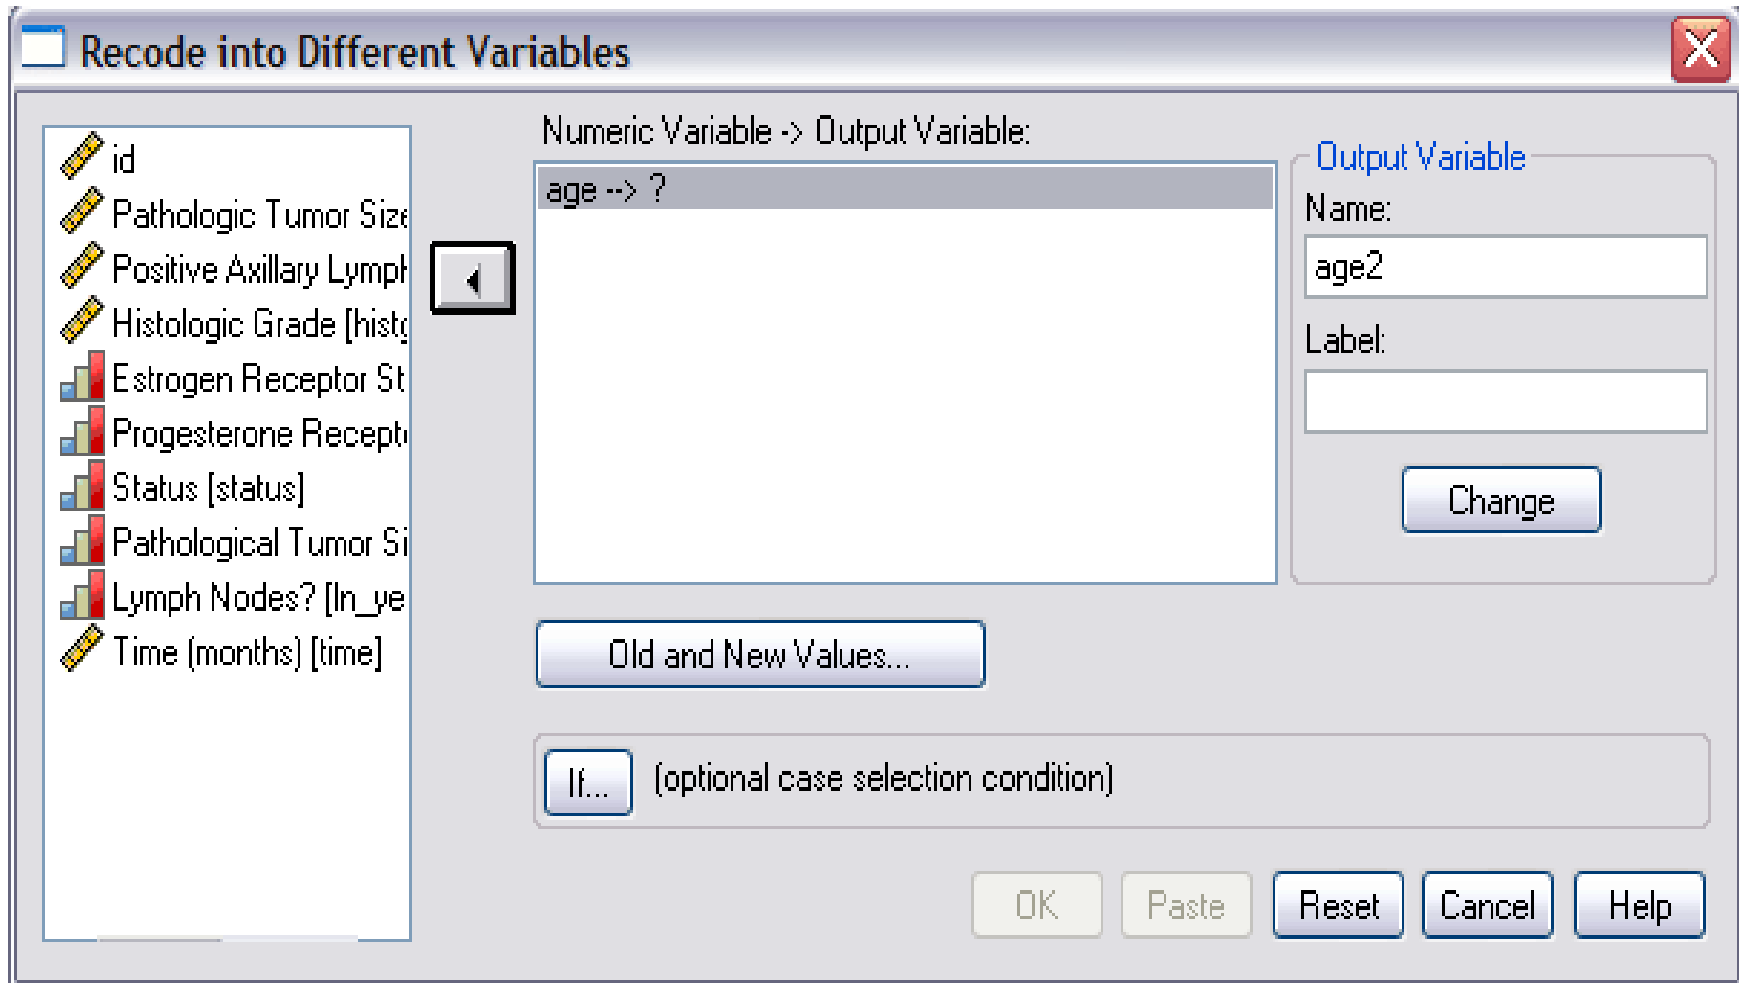 Recode into Different Variables
id
Pathologic Tumor Size
Positive Axillary Lymph
Histologic Grade [histg
Estrogen Receptor St
Progesterone Recepto
Status [status]
Pathological Tumor Si
Lymph Nodes? [ln_ye
Time (months) [time]
Numeric Variable -> Output Variable:
age --> ?
Output Variable
Name:
age2
Label:
Change
Old and New Values...
If...
(optional case selection condition)
OK
Paste
Reset
Cancel
Help